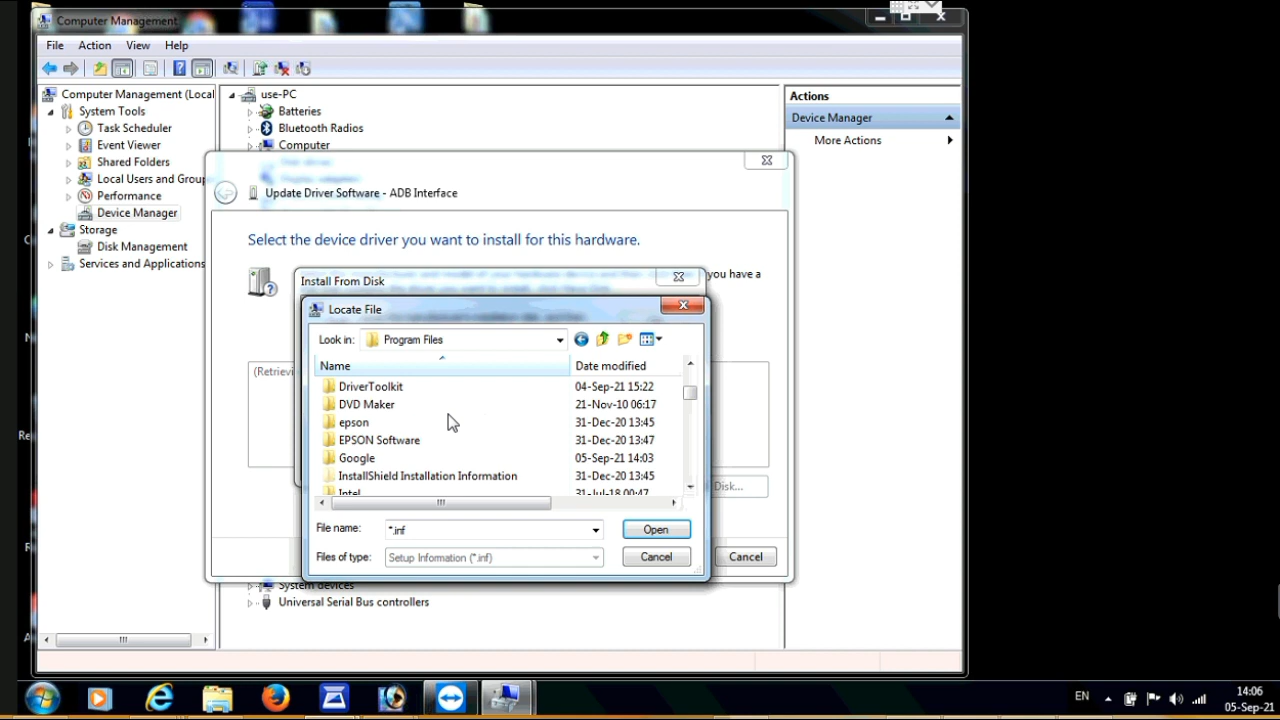 Computer Management
File Action View Help
Computer Management (Local
System Tools
Task Scheduler
Event Viewer
Shared Folders
Local Users and Group
Performance
Device Manager
Storage
Disk Management
Services and Applications
use-PC
Batteries
Bluetooth Radios
Computer
Actions
Device Manager
More Actions
Update Driver Software - ADB Interface
Select the device driver you want to install for this hardware.
you have a
(Retrievi
Disk...
Cancel
Install From Disk
Locate File
Look in: Program Files
Name Date modified
DriverToolkit 04-Sep-21 15:22
DVD Maker 21-Nov-10 06:17
epson 31-Dec-20 13:45
EPSON Software 31-Dec-20 13:47
Google 05-Sep-21 14:03
InstallShield Installation Information 31-Dec-20 13:45
Intel 31-Jul-18 00:47
File name: *.inf Open
Files of type: Setup Information (*.inf) Cancel
System devices
Universal Serial Bus controllers
EN
14:06
05-Sep-21